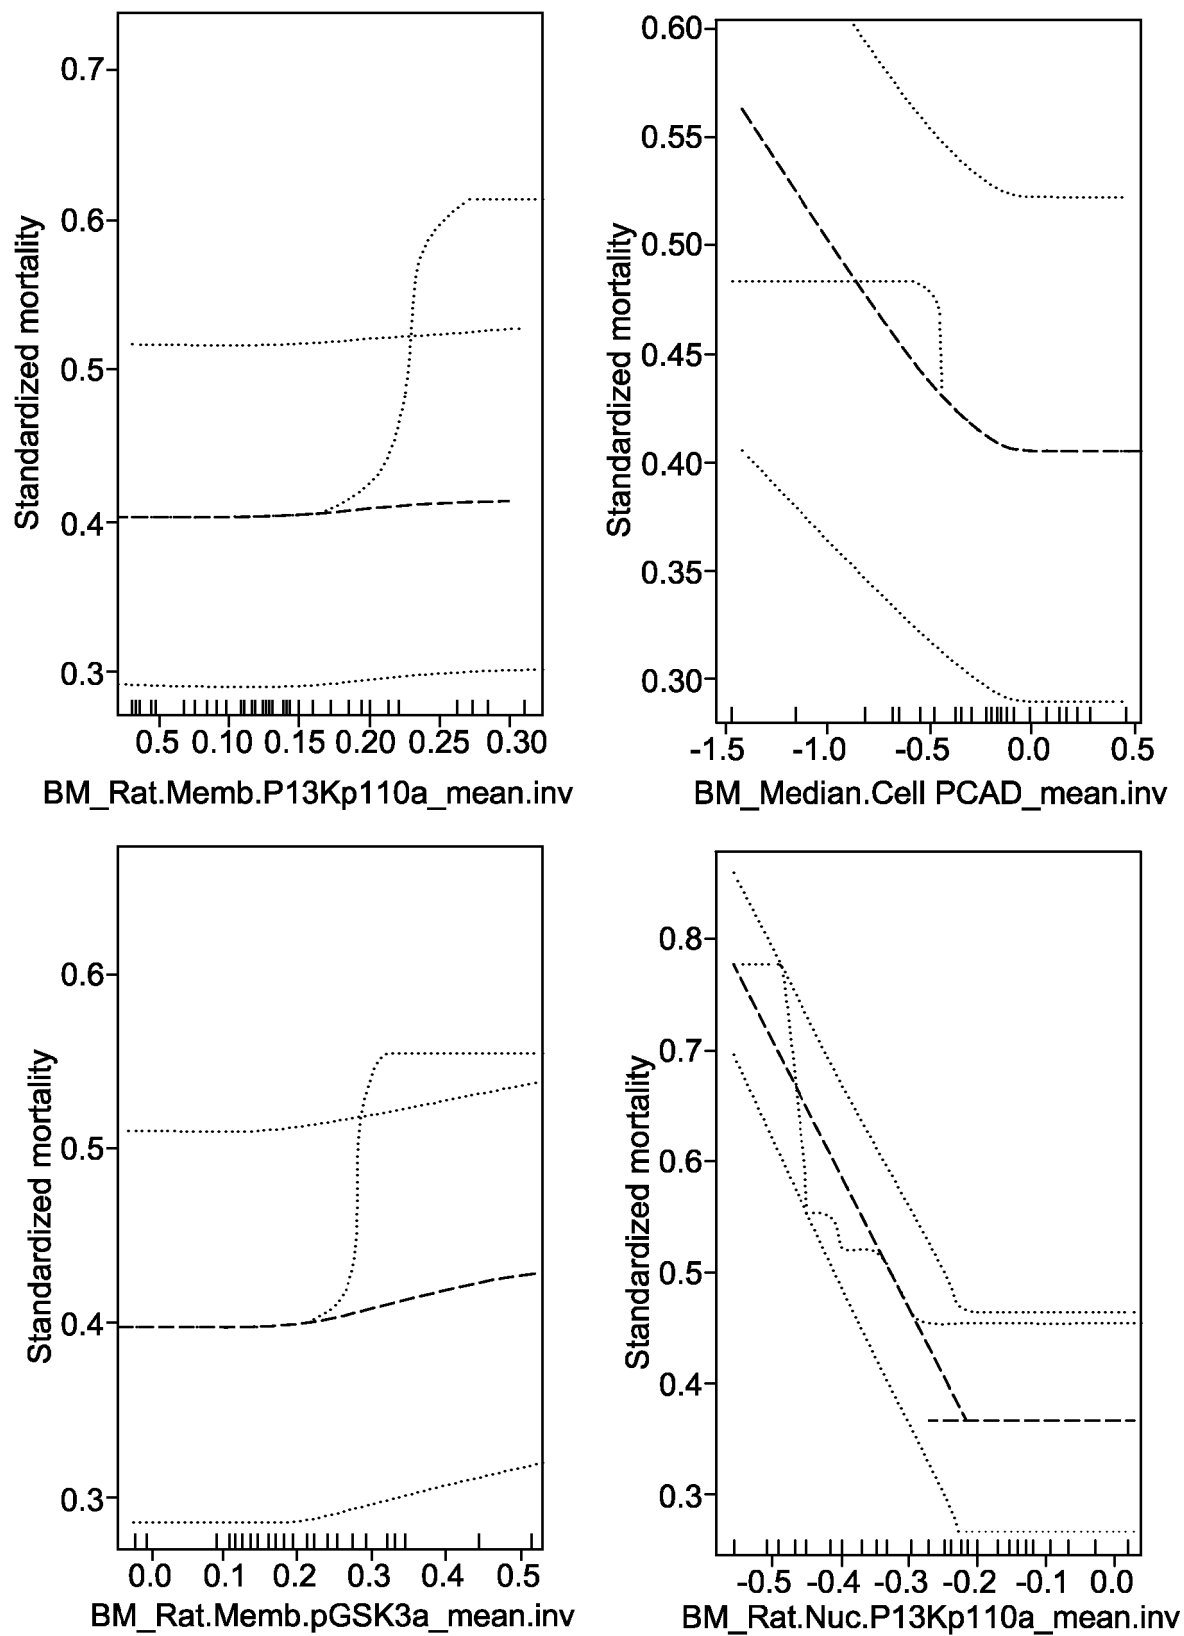 Standardized mortality
0.7
0.6
0.5
0.4
0.3
0.5 0.10 0.15 0.20 0.25 0.30
BM_Rat.Memb.P13Kp110a_mean.inv
Standardized mortality
0.60
0.55
0.50
0.45
0.40
0.35
0.30
-1.5 -1.0 -0.5 0.0 0.5
BM_Median.Cell PCAD_mean.inv
Standardized mortality
0.6
0.5
0.4
0.3
0.0 0.1 0.2 0.3 0.4 0.5
BM_Rat.Memb.pGSK3a_mean.inv
Standardized mortality
0.8
0.7
0.6
0.5
0.4
0.3
-0.5 -0.4 -0.3 -0.2 -0.1 0.0
BM_Rat.Nuc.P13Kp110a_mean.inv